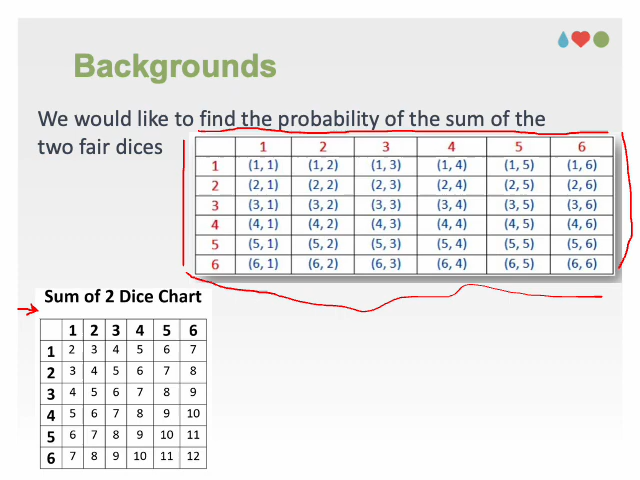 Backgrounds
We would like to find the probability of the sum of the
two fair dices
1 2 3 4 5 6
1 (1, 1) (1, 2) (1, 3) (1, 4) (1, 5) (1, 6)
2 (2, 1) (2, 2) (2, 3) (2, 4) (2, 5) (2, 6)
3 (3, 1) (3, 2) (3, 3) (3, 4) (3, 5) (3, 6)
4 (4, 1) (4, 2) (4, 3) (4, 4) (4, 5) (4, 6)
5 (5, 1) (5, 2) (5, 3) (5, 4) (5, 5) (5, 6)
6 (6, 1) (6, 2) (6, 3) (6, 4) (6, 5) (6, 6)
Sum of 2 Dice Chart
1 2 3 4 5 6
1 2 3 4 5 6 7
2 3 4 5 6 7 8
3 4 5 6 7 8 9
4 5 6 7 8 9 10
5 6 7 8 9 10 11
6 7 8 9 10 11 12